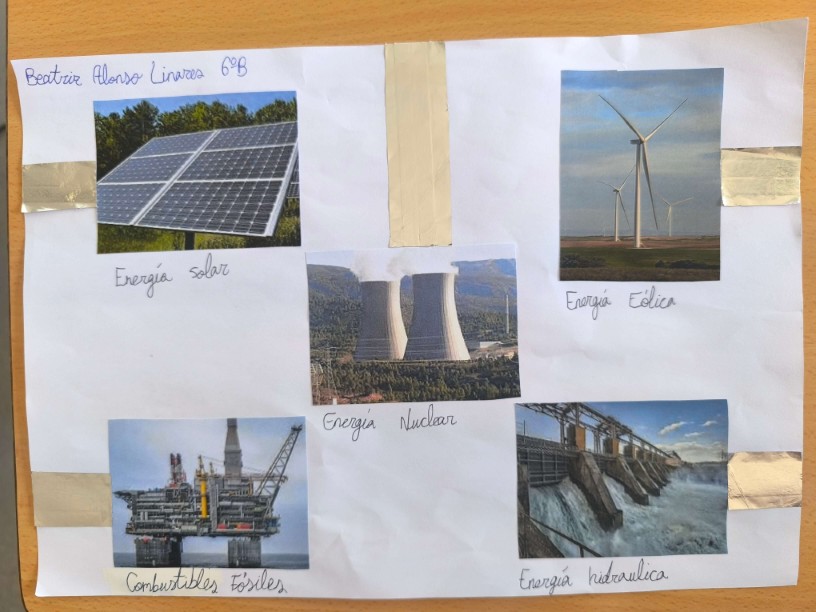 Beatriz Alonso Linares 6ºB
Energía solar
Energía Eólica
Energía Nuclear
Combustibles Fósiles
Energía hidraulica